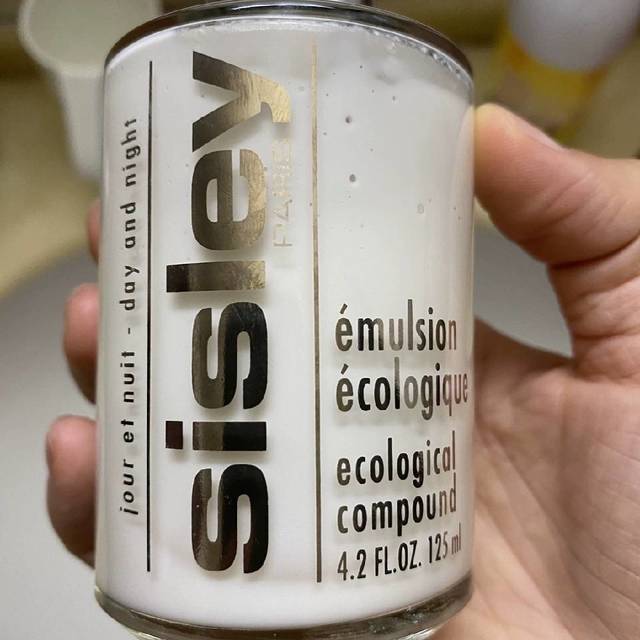 jour et nuit - day and night
sisley
PARIS
émulsion
écologique
ecological
compound
4.2 FL.OZ. 125 ml